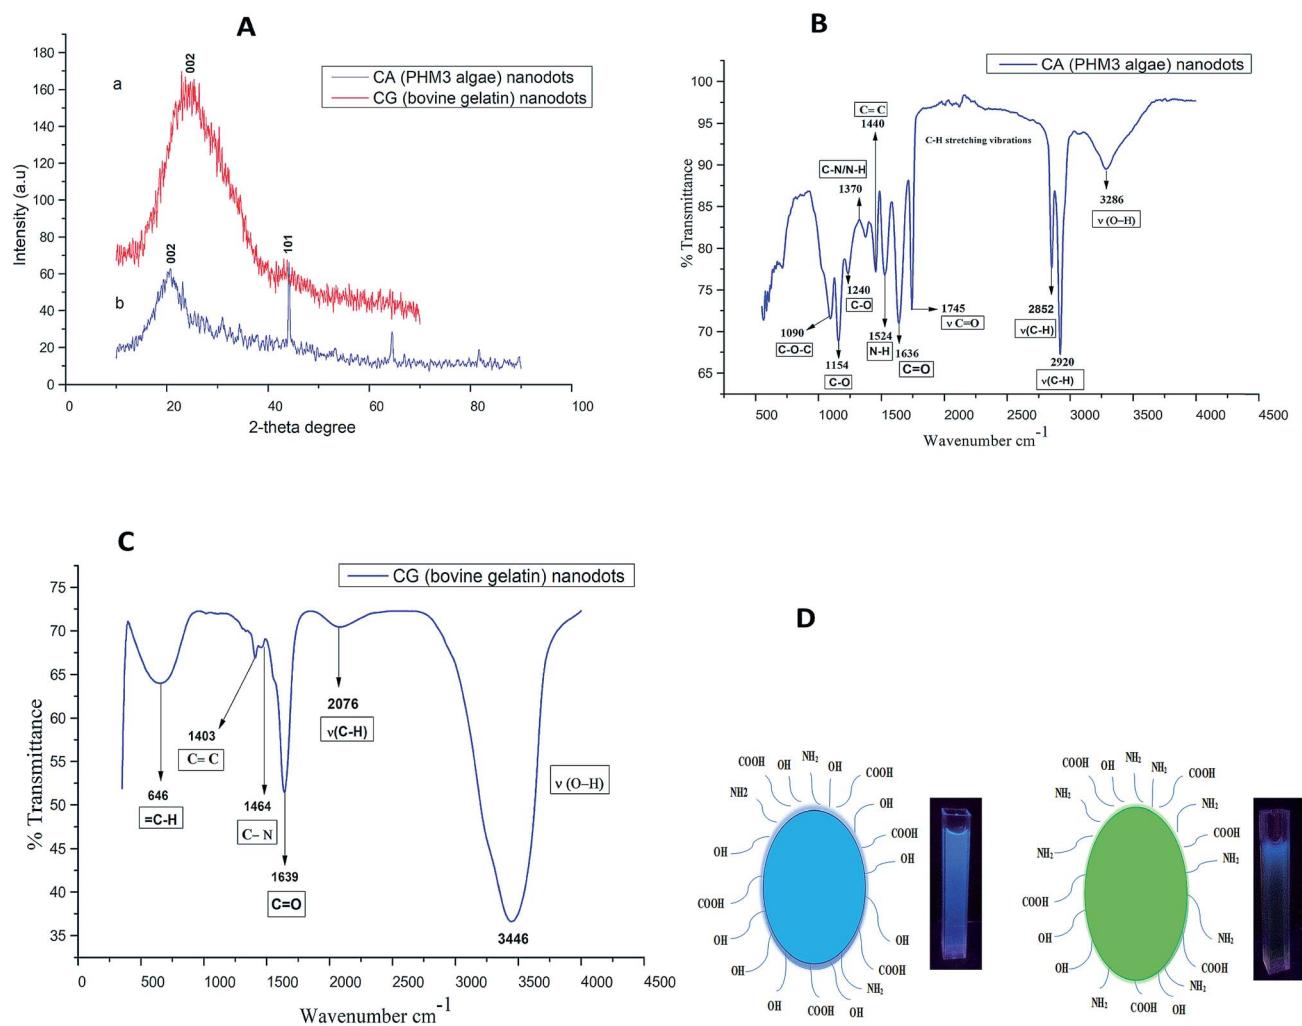 A
180
160
140
120
100
80
60
40
20
0
Intensity (a.u)
a
b
002
002
101
CA (PHM3 algae) nanodots
CG (bovine gelatin) nanodots
0
20
40
60
80
100
2-theta degree
B
CA (PHM3 algae) nanodots
100
95
90
85
80
75
70
65
% Transmittance
C=C
1440
C-H stretching vibrations
C-N/N-H
1370
3286
ν (O–H)
1240
C-O
1745
ν C=O
2852
ν(C-H)
1090
C-O-C
1524
N-H
1636
C=O
1154
C-O
2920
ν(C-H)
500
1000
1500
2000
2500
3000
3500
4000
4500
Wavenumber cm-1
C
CG (bovine gelatin) nanodots
75
70
65
60
55
50
45
40
35
% Transmittance
2076
ν(C-H)
1403
C= C
ν (O–H)
646
=C-H
1464
C– N
1639
C=O
3446
0
500
1000
1500
2000
2500
3000
3500
4000
4500
Wavenumber cm-1
D
COOH
OH
NH2
OH
COOH
NH2
OH
COOH
OH
OH
COOH
OH
OH
OH
COOH
NH2
OH
COOH
COOH
OH
NH2
NH2
COOH
NH2
NH2
COOH
NH2
NH2
COOH
OH
NH2
OH
COOH
NH2
NH2
COOH
OH